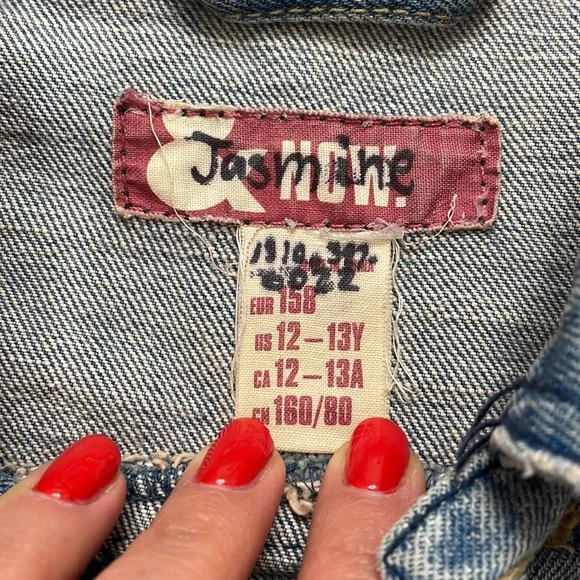 & NOW.
Jasmine
EUR 158
US 12–13Y
CA 12–13A
CN 160/80